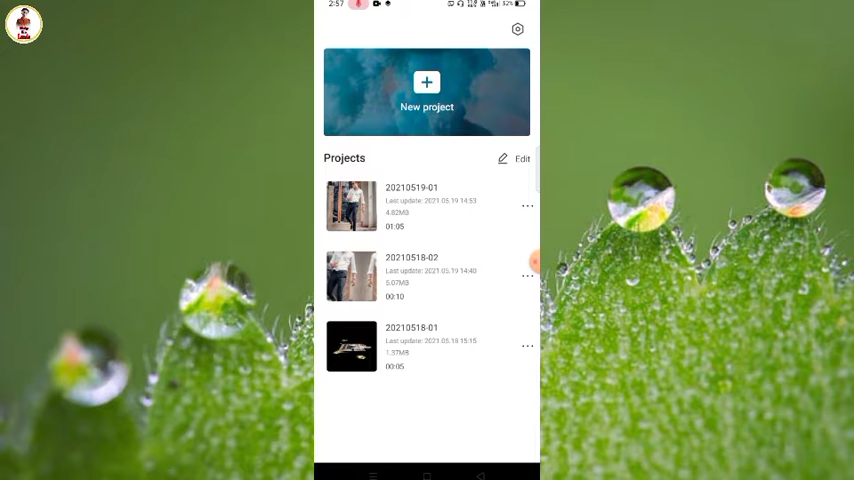 2:57
52%
New project
Projects
Edit
20210519-01
Last update: 2021.05.19 14:53
4.82MB
01:05
20210518-02
Last update: 2021.05.19 14:40
5.07MB
00:10
20210518-01
Last update: 2021.05.18 15:15
1.37MB
00:05